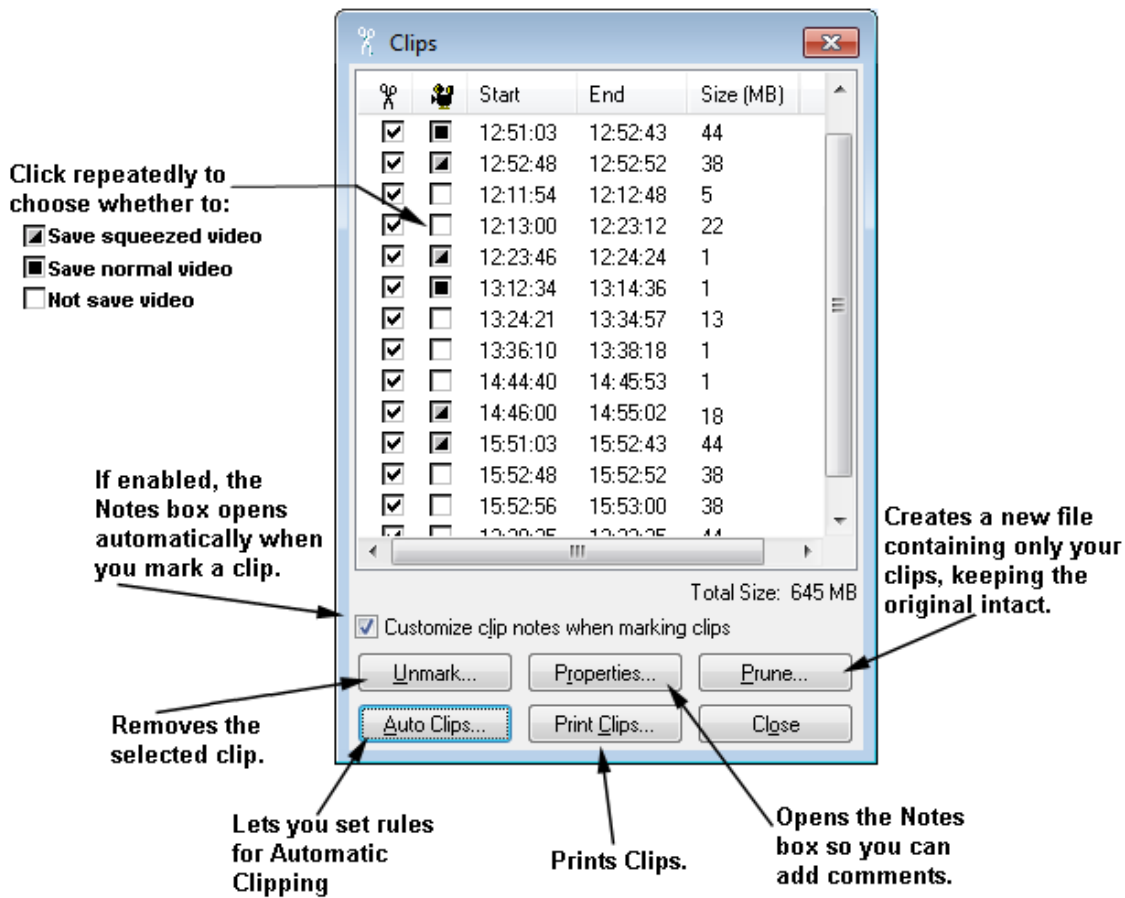 Clips
Start End Size (MB)
12:51:03 12:52:43 44
12:52:48 12:52:52 38
12:11:54 12:12:48 5
12:13:00 12:23:12 22
12:23:46 12:24:24 1
13:12:34 13:14:36 1
13:24:21 13:34:57 13
13:36:10 13:38:18 1
14:44:40 14:45:53 1
14:46:00 14:55:02 18
15:51:03 15:52:43 44
15:52:48 15:52:52 38
15:52:56 15:53:00 38
Total Size: 645 MB
Customize clip notes when marking clips
Unmark... Properties... Prune...
Auto Clips... Print Clips... Close
Click repeatedly to
choose whether to:
Save squeezed video
Save normal video
Not save video
If enabled, the
Notes box opens
automatically when
you mark a clip.
Creates a new file
containing only your
clips, keeping the
original intact.
Removes the
selected clip.
Lets you set rules
for Automatic
Clipping
Prints Clips.
Opens the Notes
box so you can
add comments.